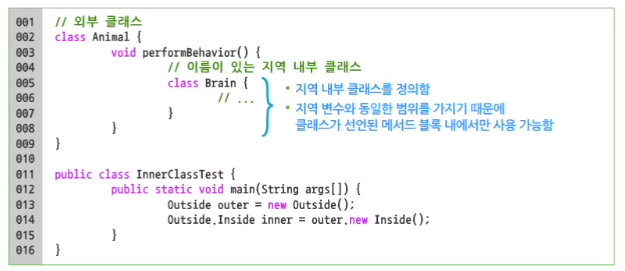 001 // 외부 클래스
002 class Animal {
003 void performBehavior() {
004 // 이름이 있는 지역 내부 클래스
005 class Brain {
006 // ...
007 }
008 }
009 }
010
011 public class InnerClassTest {
012 public static void main(String args[]) {
013 Outside outer = new Outside();
014 Outside.Inside inner = outer.new Inside();
015 }
016 }
• 지역 내부 클래스를 정의함
• 지역 변수와 동일한 범위를 가지기 때문에
클래스가 선언된 메서드 블록 내에서만 사용 가능함